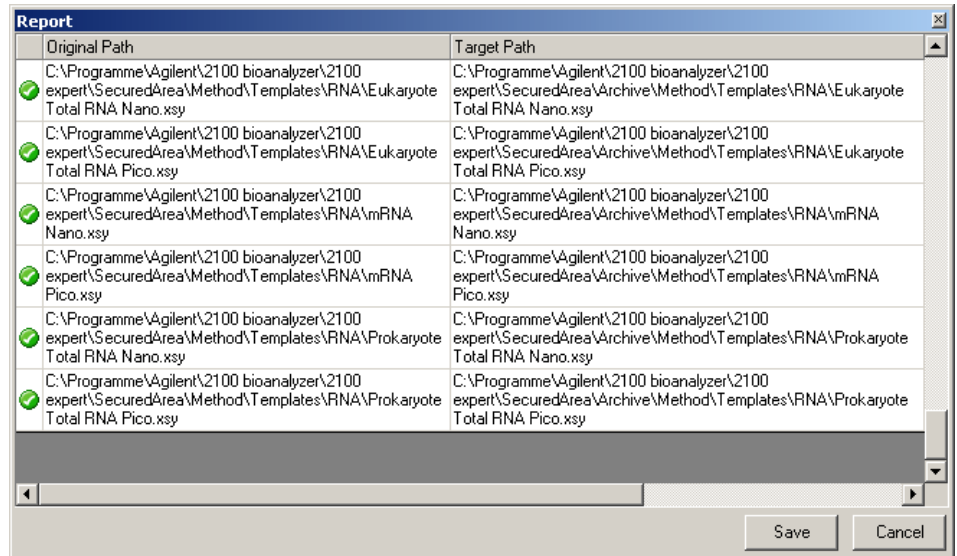 Report
Original Path Target Path
C:\Programme\Agilent\2100 bioanalyzer\2100 C:\Programme\Agilent\2100 bioanalyzer\2100
expert\SecuredArea\Method\Templates\RNA\Eukaryote expert\SecuredArea\Archive\Method\Templates\RNA\Eukaryote
Total RNA Nano.xsy Total RNA Nano.xsy
C:\Programme\Agilent\2100 bioanalyzer\2100 C:\Programme\Agilent\2100 bioanalyzer\2100
expert\SecuredArea\Method\Templates\RNA\Eukaryote expert\SecuredArea\Archive\Method\Templates\RNA\Eukaryote
Total RNA Pico.xsy Total RNA Pico.xsy
C:\Programme\Agilent\2100 bioanalyzer\2100 C:\Programme\Agilent\2100 bioanalyzer\2100
expert\SecuredArea\Method\Templates\RNA\mRNA expert\SecuredArea\Archive\Method\Templates\RNA\mRNA
Nano.xsy Nano.xsy
C:\Programme\Agilent\2100 bioanalyzer\2100 C:\Programme\Agilent\2100 bioanalyzer\2100
expert\SecuredArea\Method\Templates\RNA\mRNA expert\SecuredArea\Archive\Method\Templates\RNA\mRNA
Pico.xsy Pico.xsy
C:\Programme\Agilent\2100 bioanalyzer\2100 C:\Programme\Agilent\2100 bioanalyzer\2100
expert\SecuredArea\Method\Templates\RNA\Prokaryote expert\SecuredArea\Archive\Method\Templates\RNA\Prokaryote
Total RNA Nano.xsy Total RNA Nano.xsy
C:\Programme\Agilent\2100 bioanalyzer\2100 C:\Programme\Agilent\2100 bioanalyzer\2100
expert\SecuredArea\Method\Templates\RNA\Prokaryote expert\SecuredArea\Archive\Method\Templates\RNA\Prokaryote
Total RNA Pico.xsy Total RNA Pico.xsy
Save Cancel